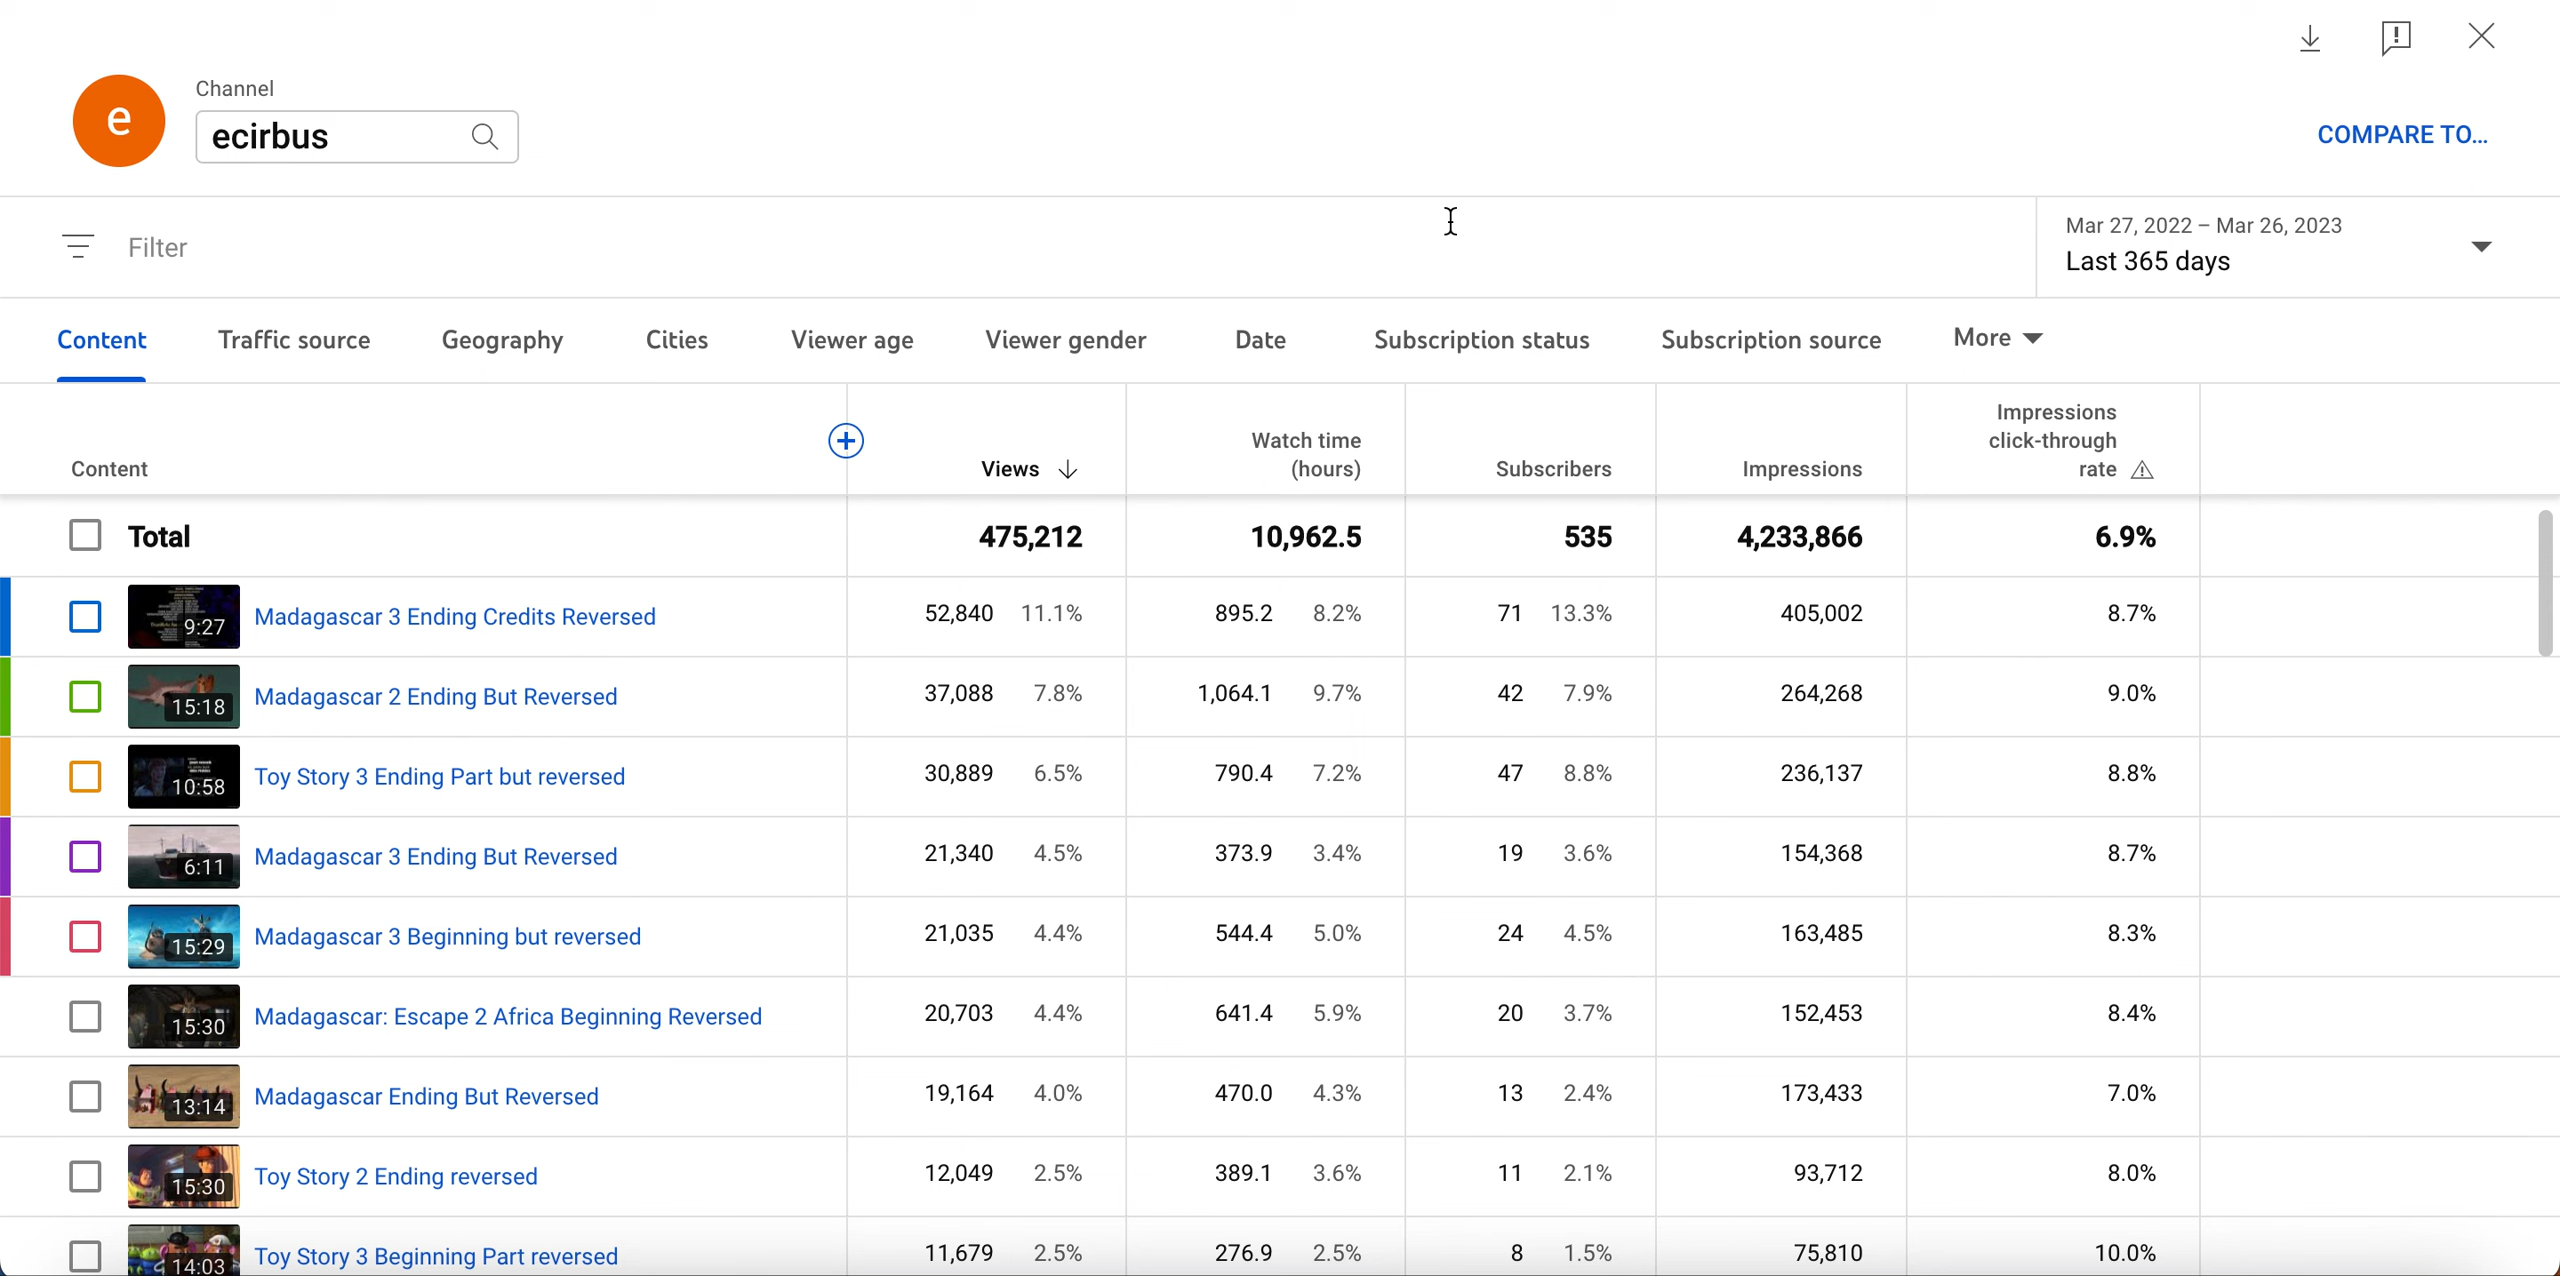 Channel
e
ecirbus
COMPARE TO...
Filter
Mar 27, 2022 – Mar 26, 2023
Last 365 days
Content Traffic source Geography Cities Viewer age Viewer gender Date Subscription status Subscription source More
Impressions
Watch time click-through
Content Views (hours) Subscribers Impressions rate
Total 475,212 10,962.5 535 4,233,866 6.9%
9:27 Madagascar 3 Ending Credits Reversed 52,840 11.1% 895.2 8.2% 71 13.3% 405,002 8.7%
15:18 Madagascar 2 Ending But Reversed 37,088 7.8% 1,064.1 9.7% 42 7.9% 264,268 9.0%
10:58 Toy Story 3 Ending Part but reversed 30,889 6.5% 790.4 7.2% 47 8.8% 236,137 8.8%
6:11 Madagascar 3 Ending But Reversed 21,340 4.5% 373.9 3.4% 19 3.6% 154,368 8.7%
15:29 Madagascar 3 Beginning but reversed 21,035 4.4% 544.4 5.0% 24 4.5% 163,485 8.3%
15:30 Madagascar: Escape 2 Africa Beginning Reversed 20,703 4.4% 641.4 5.9% 20 3.7% 152,453 8.4%
13:14 Madagascar Ending But Reversed 19,164 4.0% 470.0 4.3% 13 2.4% 173,433 7.0%
15:30 Toy Story 2 Ending reversed 12,049 2.5% 389.1 3.6% 11 2.1% 93,712 8.0%
14:03 Toy Story 3 Beginning Part reversed 11,679 2.5% 276.9 2.5% 8 1.5% 75,810 10.0%